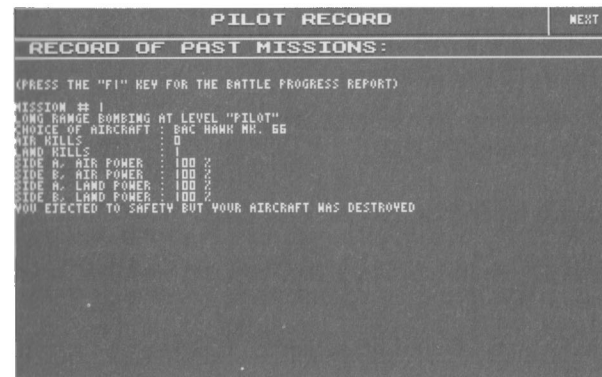 PILOT RECORD
NEXT
RECORD OF PAST MISSIONS:
(PRESS THE "F1" KEY FOR THE BATTLE PROGRESS REPORT)
MISSION # 1
LONG RANGE BOMBING AT LEVEL "PILOT"
CHOICE OF AIRCRAFT : BAC HAWK MK. 66
AIR KILLS : 0
LAND KILLS : 1
SIDE A, AIR POWER : 100 %
SIDE B, AIR POWER : 100 %
SIDE A, LAND POWER : 100 %
SIDE B, LAND POWER : 100 %
YOU EJECTED TO SAFETY BUT YOUR AIRCRAFT WAS DESTROYED